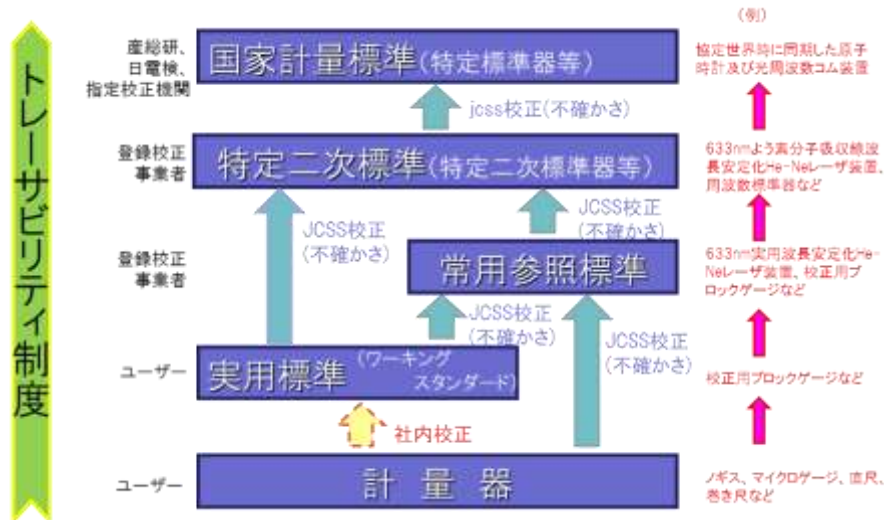 トレーサビリティ制度
（例）
産総研、
日電検、
指定校正機関
国家計量標準(特定標準器等)
協定世界時に同期した原子
時計及び光周波数コム装置
jcss校正(不確かさ)
登録校正
事業者
特定二次標準(特定二次標準器等)
633nmよう素分子吸収線波
長安定化He-Neレーザ装置、
周波数標準器など
JCSS校正
(不確かさ)
JCSS校正
(不確かさ)
登録校正
事業者
常用参照標準
633nm実用波長安定化He-
Neレーザ装置、校正用ブ
ロックゲージなど
JCSS校正
(不確かさ)
JCSS校正
(不確かさ)
ユーザー
実用標準(ワーキング
スタンダード)
校正用ブロックゲージなど
社内校正
ユーザー
計量器
ノギス、マイクロゲージ、直尺、
巻き尺など